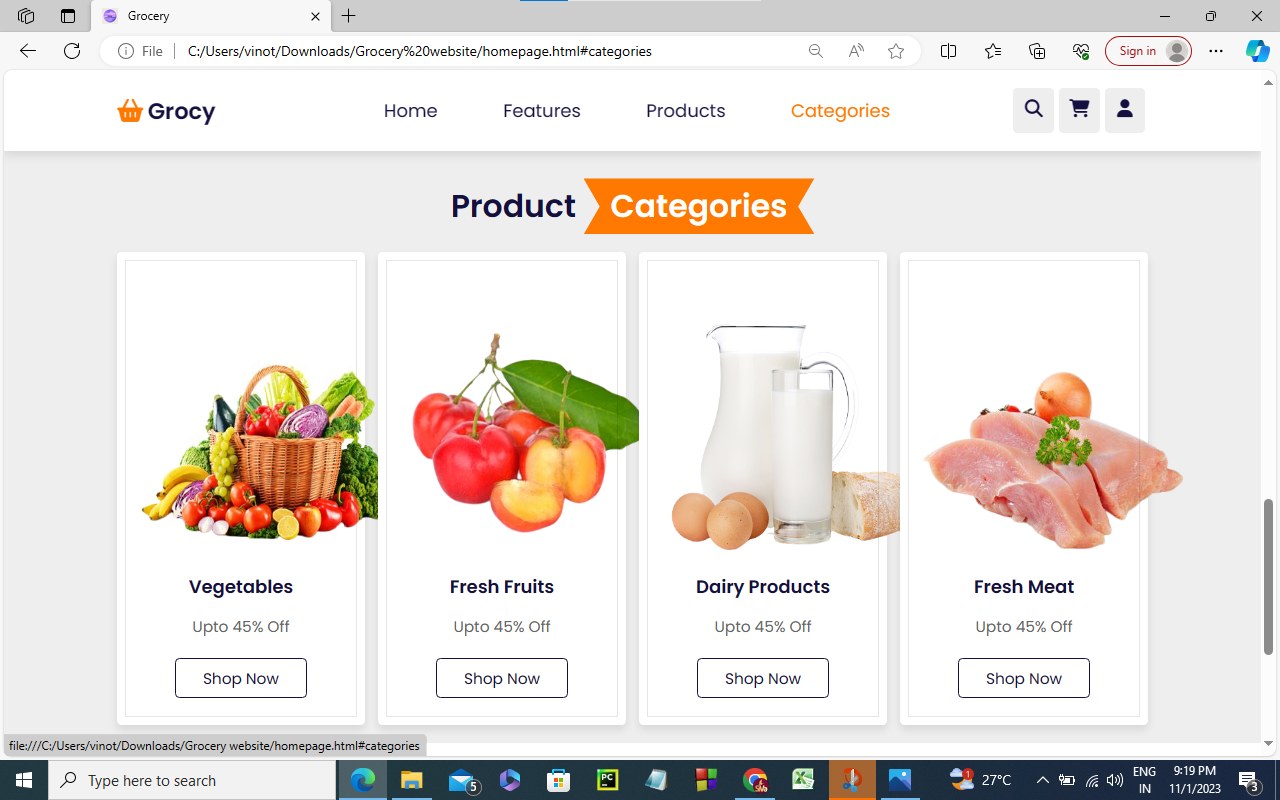 Grocery
File
C:/Users/vinot/Downloads/Grocery%20website/homepage.html#categories
Sign in
Grocy
Home
Features
Products
Categories
Product Categories
Vegetables
Upto 45% Off
Shop Now
Fresh Fruits
Upto 45% Off
Shop Now
Dairy Products
Upto 45% Off
Shop Now
Fresh Meat
Upto 45% Off
Shop Now
file:///C:/Users/vinot/Downloads/Grocery website/homepage.html#categories
Type here to search
5
PC
1
27°C
ENG
IN
9:19 PM
11/1/2023
3